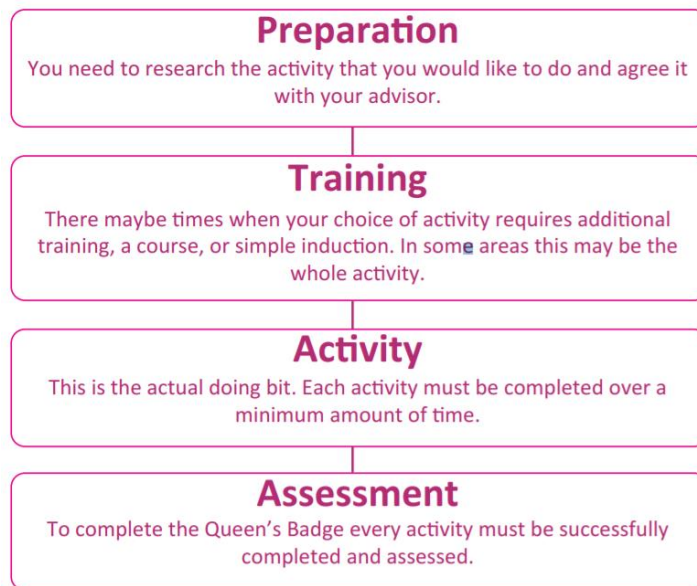 Preparation
You need to research the activity that you would like to do and agree it
with your advisor.
Training
There maybe times when your choice of activity requires additional
training, a course, or simple induction. In some areas this may be the
whole activity.
Activity
This is the actual doing bit. Each activity must be completed over a
minimum amount of time.
Assessment
To complete the Queen’s Badge every activity must be successfully
completed and assessed.